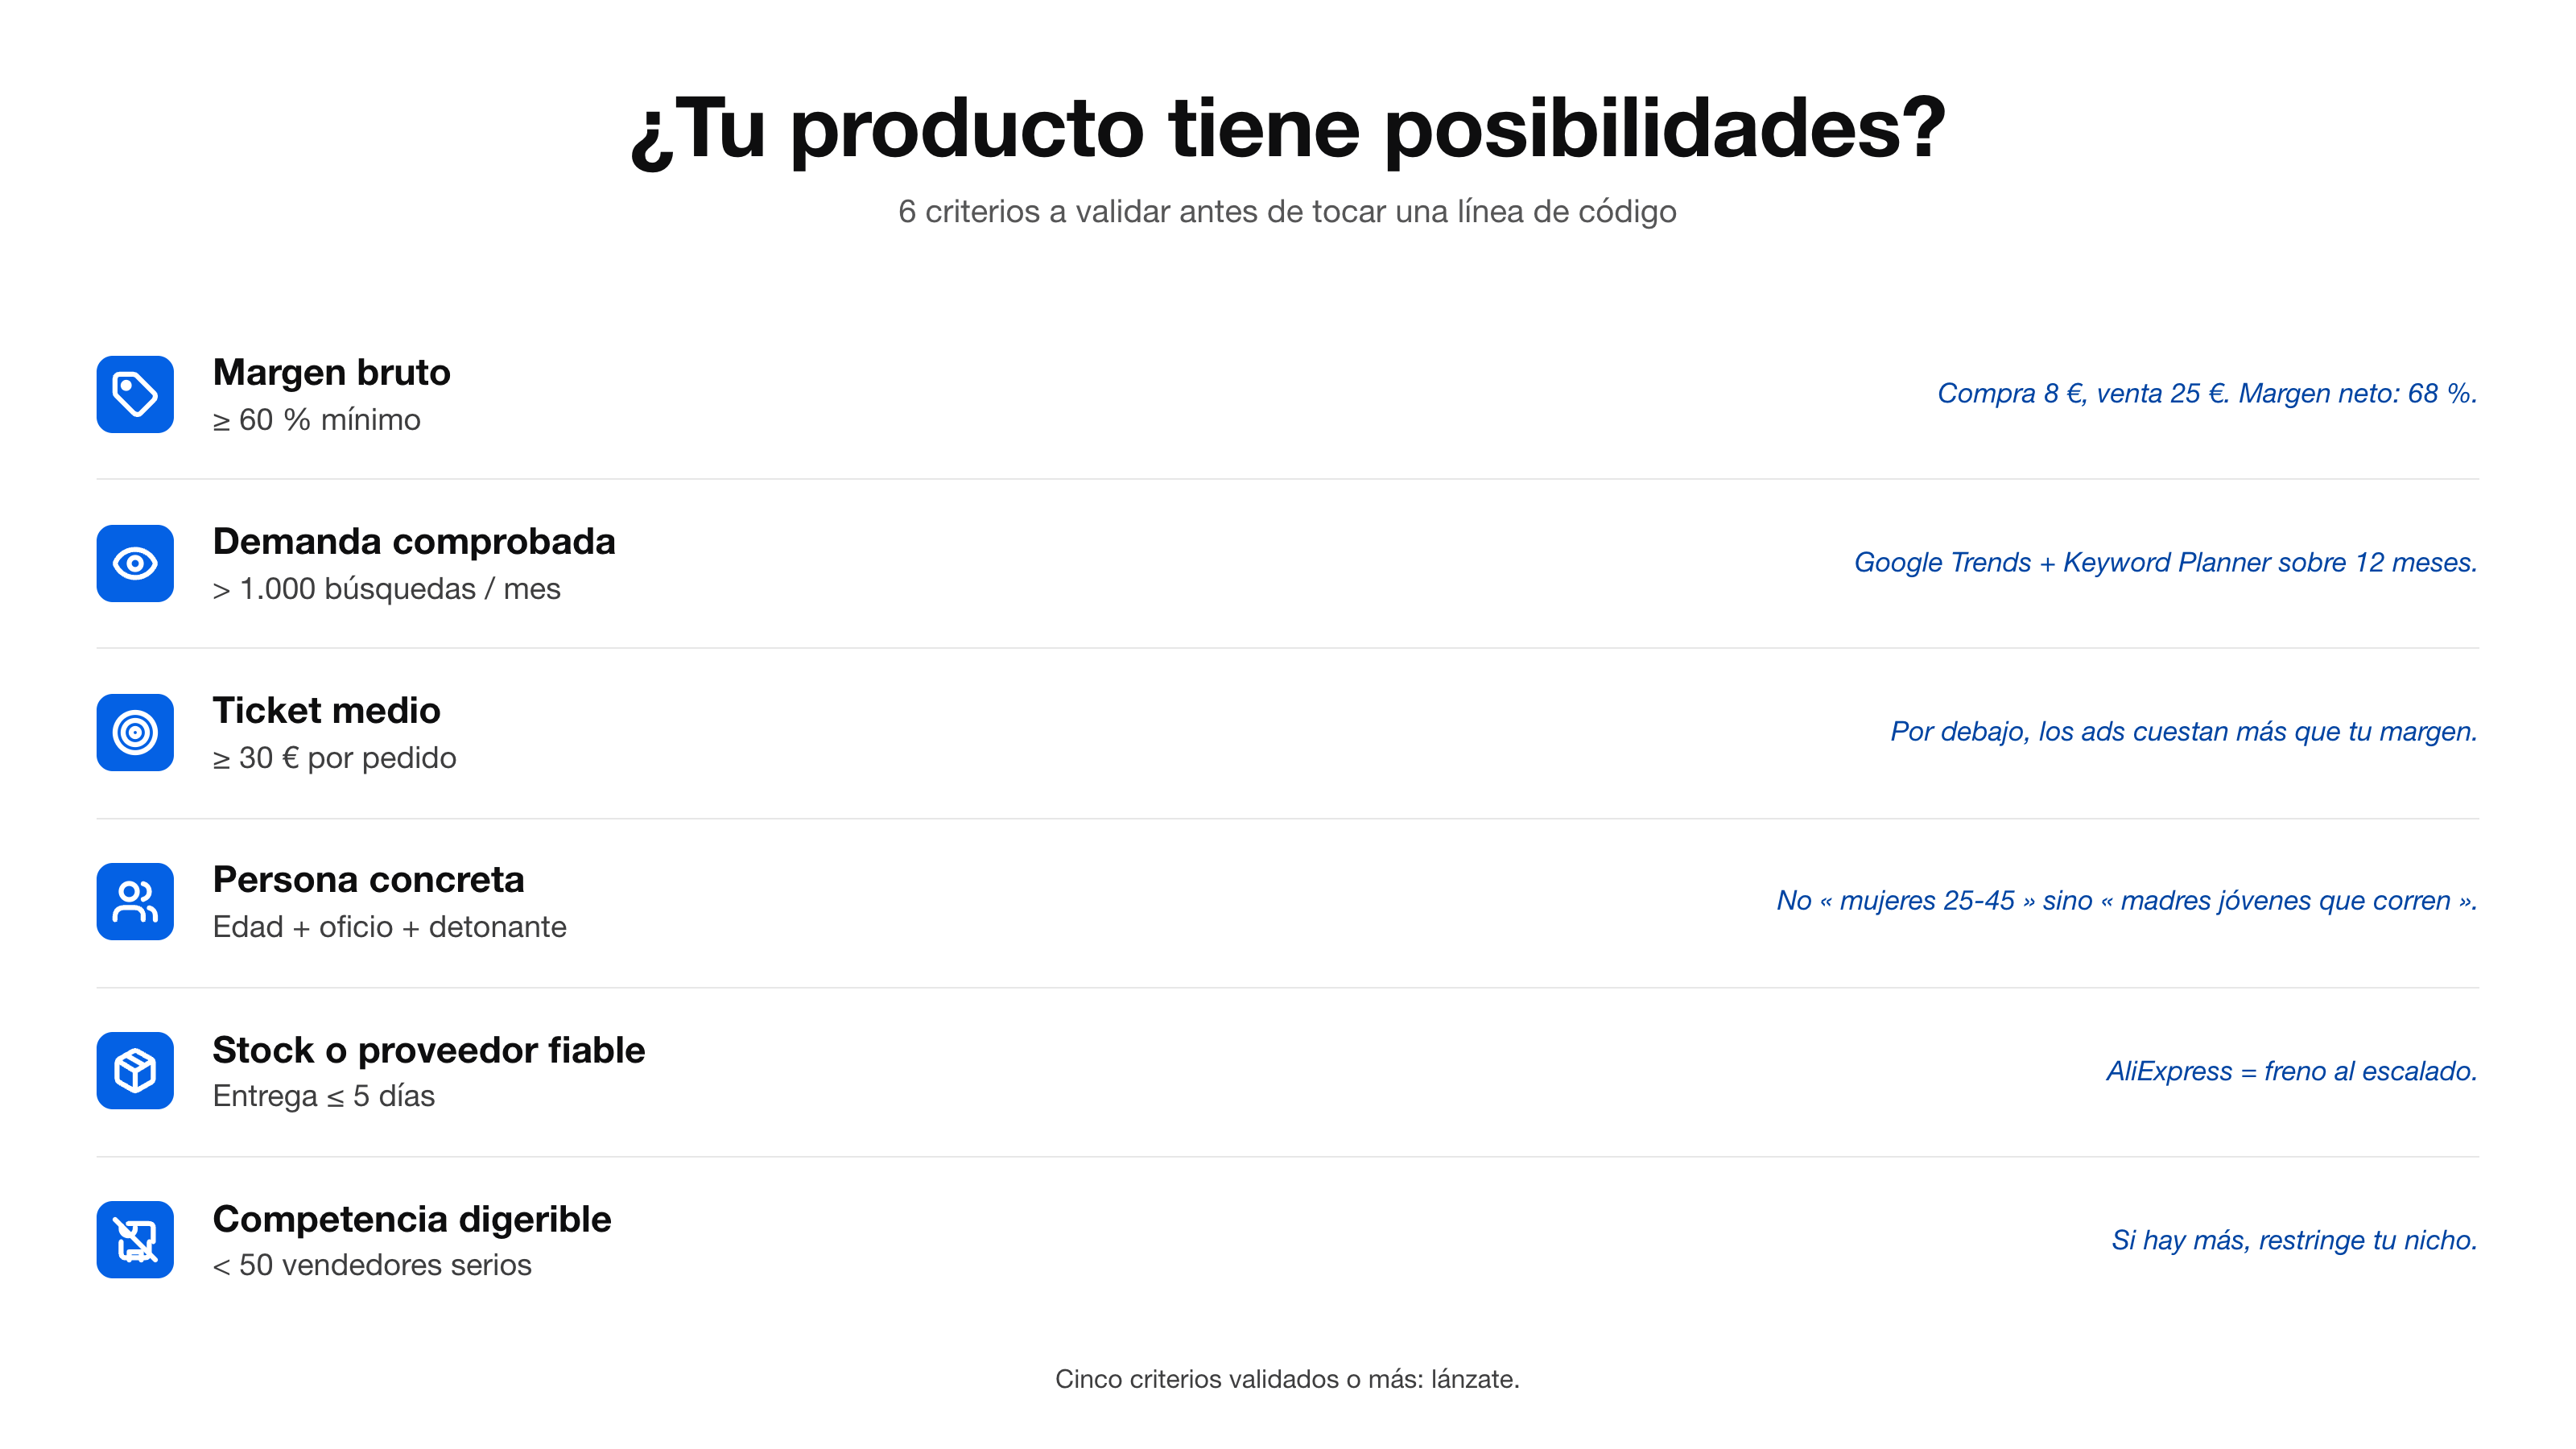 ¿Tu producto tiene posibilidades?
6 criterios a validar antes de tocar una línea de código
Margen bruto
≥ 60 % mínimo
Compra 8 €, venta 25 €. Margen neto: 68 %.
Demanda comprobada
> 1.000 búsquedas / mes
Google Trends + Keyword Planner sobre 12 meses.
Ticket medio
≥ 30 € por pedido
Por debajo, los ads cuestan más que tu margen.
Persona concreta
Edad + oficio + detonante
No « mujeres 25-45 » sino « madres jóvenes que corren ».
Stock o proveedor fiable
Entrega ≤ 5 días
AliExpress = freno al escalado.
Competencia digerible
< 50 vendedores serios
Si hay más, restringe tu nicho.
Cinco criterios validados o más: lánzate.